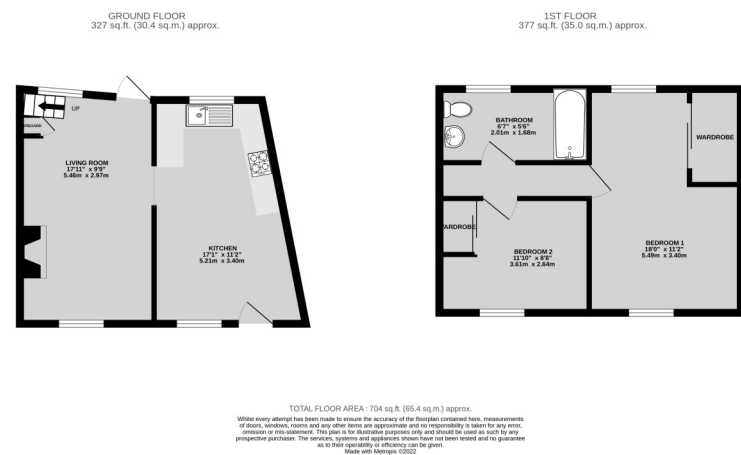 GROUND FLOOR
327 sq.ft. (30.4 sq.m.) approx.
1ST FLOOR
377 sq.ft. (35.0 sq.m.) approx.
UP
LIVING ROOM
17'11" x 9'9"
5.46m x 2.97m
KITCHEN
17'1" x 11'2"
5.21m x 3.40m
BATHROOM
6'7" x 5'6"
2.01m x 1.68m
WARDROBE
WARDROBE
BEDROOM 2
11'10" x 8'8"
3.61m x 2.64m
BEDROOM 1
18'0" x 11'2"
5.49m x 3.40m
TOTAL FLOOR AREA : 704 sq.ft. (65.4 sq.m.) approx.
Whilst every attempt has been made to ensure the accuracy of the floorplan contained here, measurements
of doors, windows, rooms and any other items are approximate and no responsibility is taken for any error,
omission or mis-statement. This plan is for illustrative purposes only and should be used as such by any
prospective purchaser. The services, systems and appliances shown have not been tested and no guarantee
as to their operability or efficiency can be given.
Made with Metropix ©2022